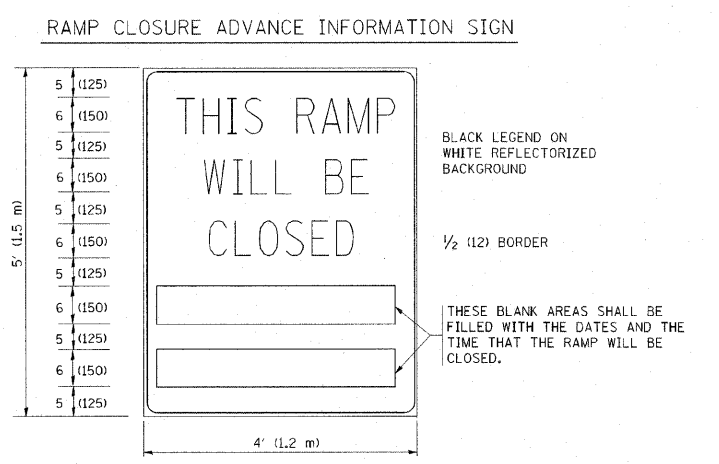 RAMP CLOSURE ADVANCE INFORMATION SIGN
5 (125)
6 (150)
5 (125)
6 (150)
5 (125)
6 (150)
5 (125)
6 (150)
5 (125)
6 (150)
5 (125)
5' (1.5 m)
THIS RAMP
WILL BE
CLOSED
BLACK LEGEND ON
WHITE REFLECTORIZED
BACKGROUND
1/2 (12) BORDER
THESE BLANK AREAS SHALL BE
FILLED WITH THE DATES AND THE
TIME THAT THE RAMP WILL BE
CLOSED.
4' (1.2 m)